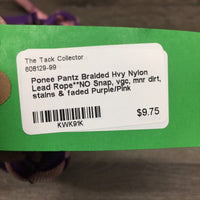 The Tack Collector
608129-99
Ponee Pantz Braided Hvy Nylon
Lead Rope**NO Snap, vgc, mnr dirt,
stains & faded Purple/Pink
$9.75
KWK91K